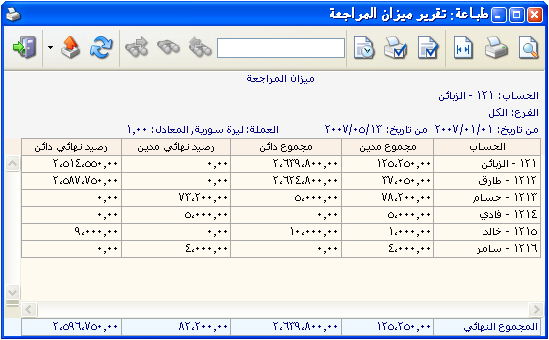 طباعة: تقرير ميزان المراجعة
ميزان المراجعة
الحساب: ١٢١ - الزبائن
الفرع: الكل
من تاريخ: ٢٠٠٧/٠١/٠١ من تاريخ: ٢٠٠٧/٠٥/١٣ العملة: ليرة سورية, المعادل: ١,٠٠
الحساب مجموع مدين مجموع دائن رصيد نهائي مدين رصيد نهائي دائن
١٢١ - الزبائن ١٢٥،٢٥٠,٠٠ ٢،٦٣٩،٨٠٠,٠٠ ٠,٠٠ ٢،٥١٤،٥٥٠,٠٠
١٢١٢ - طارق ٣٧،٠٥٠,٠٠ ٢،٦٢٤،٨٠٠,٠٠ ٠,٠٠ ٢،٥٨٧،٧٥٠,٠٠
١٢١٣ - حسام ٧٨،٢٠٠,٠٠ ٥،٠٠٠,٠٠ ٧٣،٢٠٠,٠٠ ٠,٠٠
١٢١٤ - فادي ٥،٠٠٠,٠٠ ٠,٠٠ ٥،٠٠٠,٠٠ ٠,٠٠
١٢١٥ - خالد ١،٠٠٠,٠٠ ١٠،٠٠٠,٠٠ ٠,٠٠ ٩،٠٠٠,٠٠
١٢١٦ - سامر ٤،٠٠٠,٠٠ ٠,٠٠ ٤،٠٠٠,٠٠ ٠,٠٠
المجموع النهائي ١٢٥،٢٥٠,٠٠ ٢،٦٣٩،٨٠٠,٠٠ ٨٢،٢٠٠,٠٠ ٢،٥٩٦،٧٥٠,٠٠